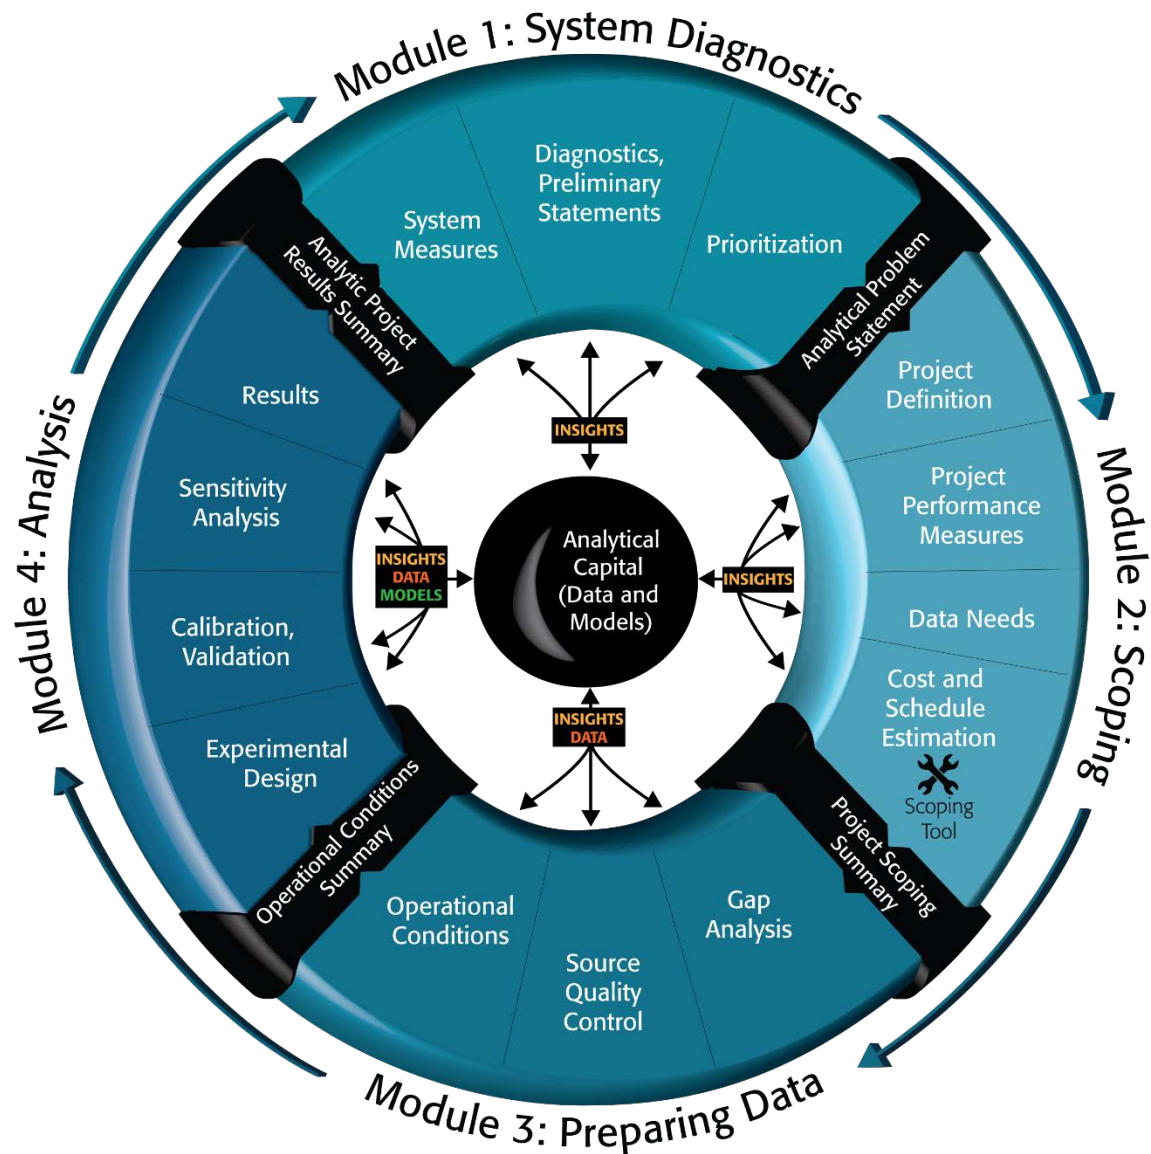 Module 1: System Diagnostics
System
Measures
Diagnostics,
Preliminary
Statements
Prioritization
Analytical Problem
Statement
Module 2: Scoping
Project
Definition
Project
Performance
Measures
Data Needs
Cost and
Schedule
Estimation
Scoping
Tool
Project Scoping
Summary
Module 3: Preparing Data
Gap
Analysis
Source
Quality
Control
Operational
Conditions
Operational Conditions
Summary
Module 4: Analysis
Experimental
Design
Calibration,
Validation
Sensitivity
Analysis
Results
Analytic Project
Results Summary
INSIGHTS
INSIGHTS
INSIGHTS
DATA
INSIGHTS
DATA
MODELS
Analytical
Capital
(Data and
Models)